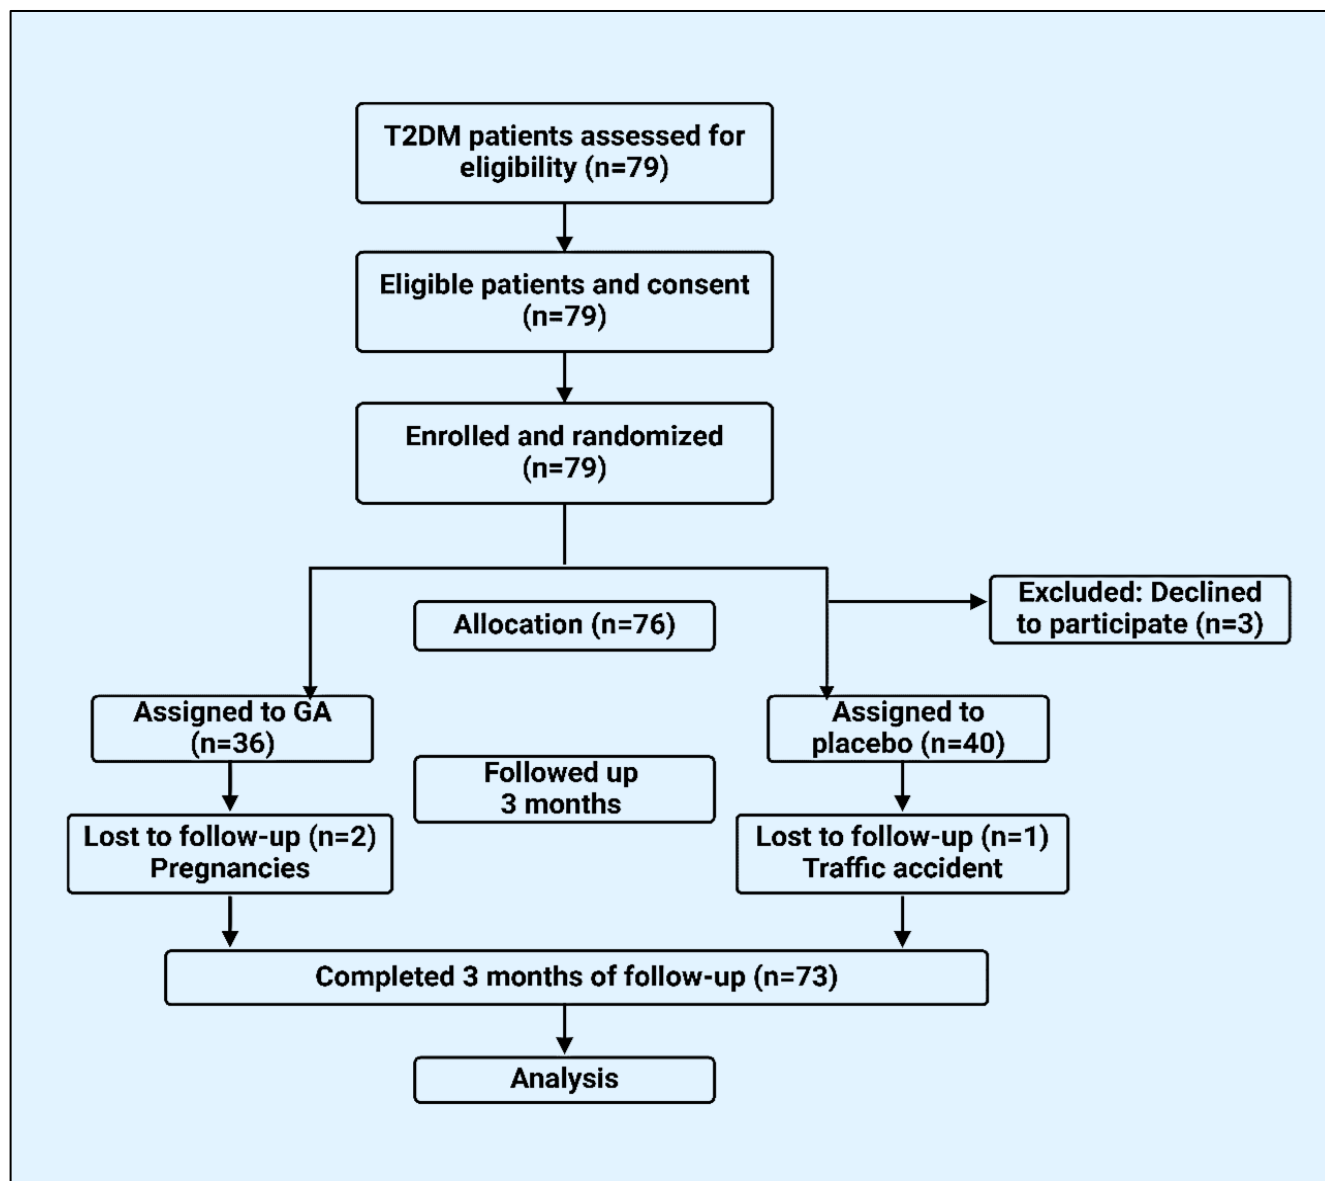 T2DM patients assessed for
eligibility (n=79)
Eligible patients and consent
(n=79)
Enrolled and randomized
(n=79)
Excluded: Declined
to participate (n=3)
Allocation (n=76)
Assigned to GA
(n=36)
Assigned to
placebo (n=40)
Followed up
3 months
Lost to follow-up (n=2)
Pregnancies
Lost to follow-up (n=1)
Traffic accident
Completed 3 months of follow-up (n=73)
Analysis